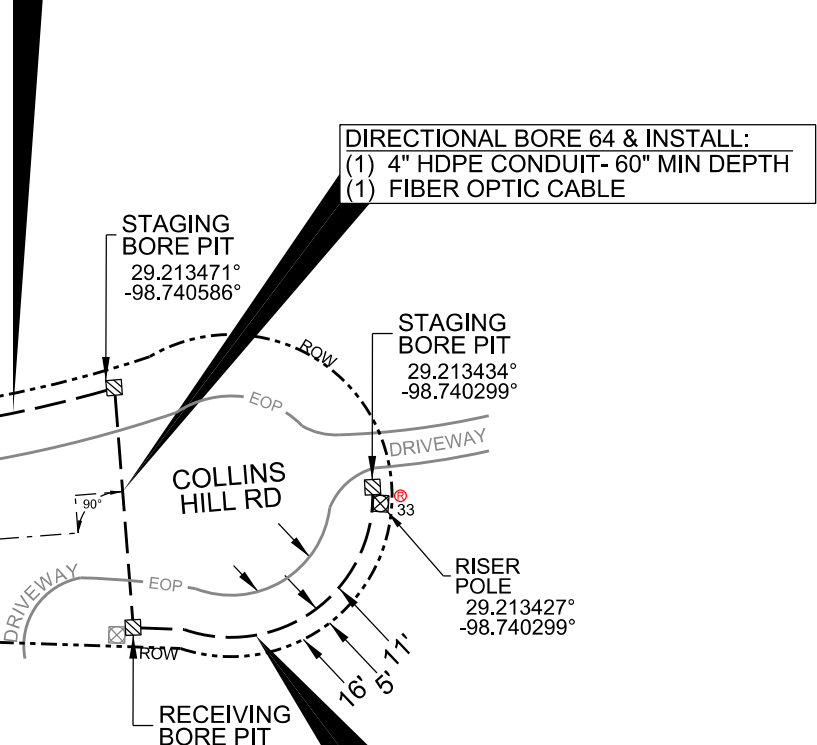 DIRECTIONAL BORE 64 & INSTALL:
(1) 4" HDPE CONDUIT- 60" MIN DEPTH
(1) FIBER OPTIC CABLE
STAGING
BORE PIT
29.213471°
-98.740586°
STAGING
BORE PIT
29.213434°
-98.740299°
ROW
EOP
DRIVEWAY
COLLINS
HILL RD
90°
R
33
RISER
POLE
29.213427°
-98.740299°
EOP
DRIVEWAY
ROW
11'
5'
16'
RECEIVING
BORE PIT